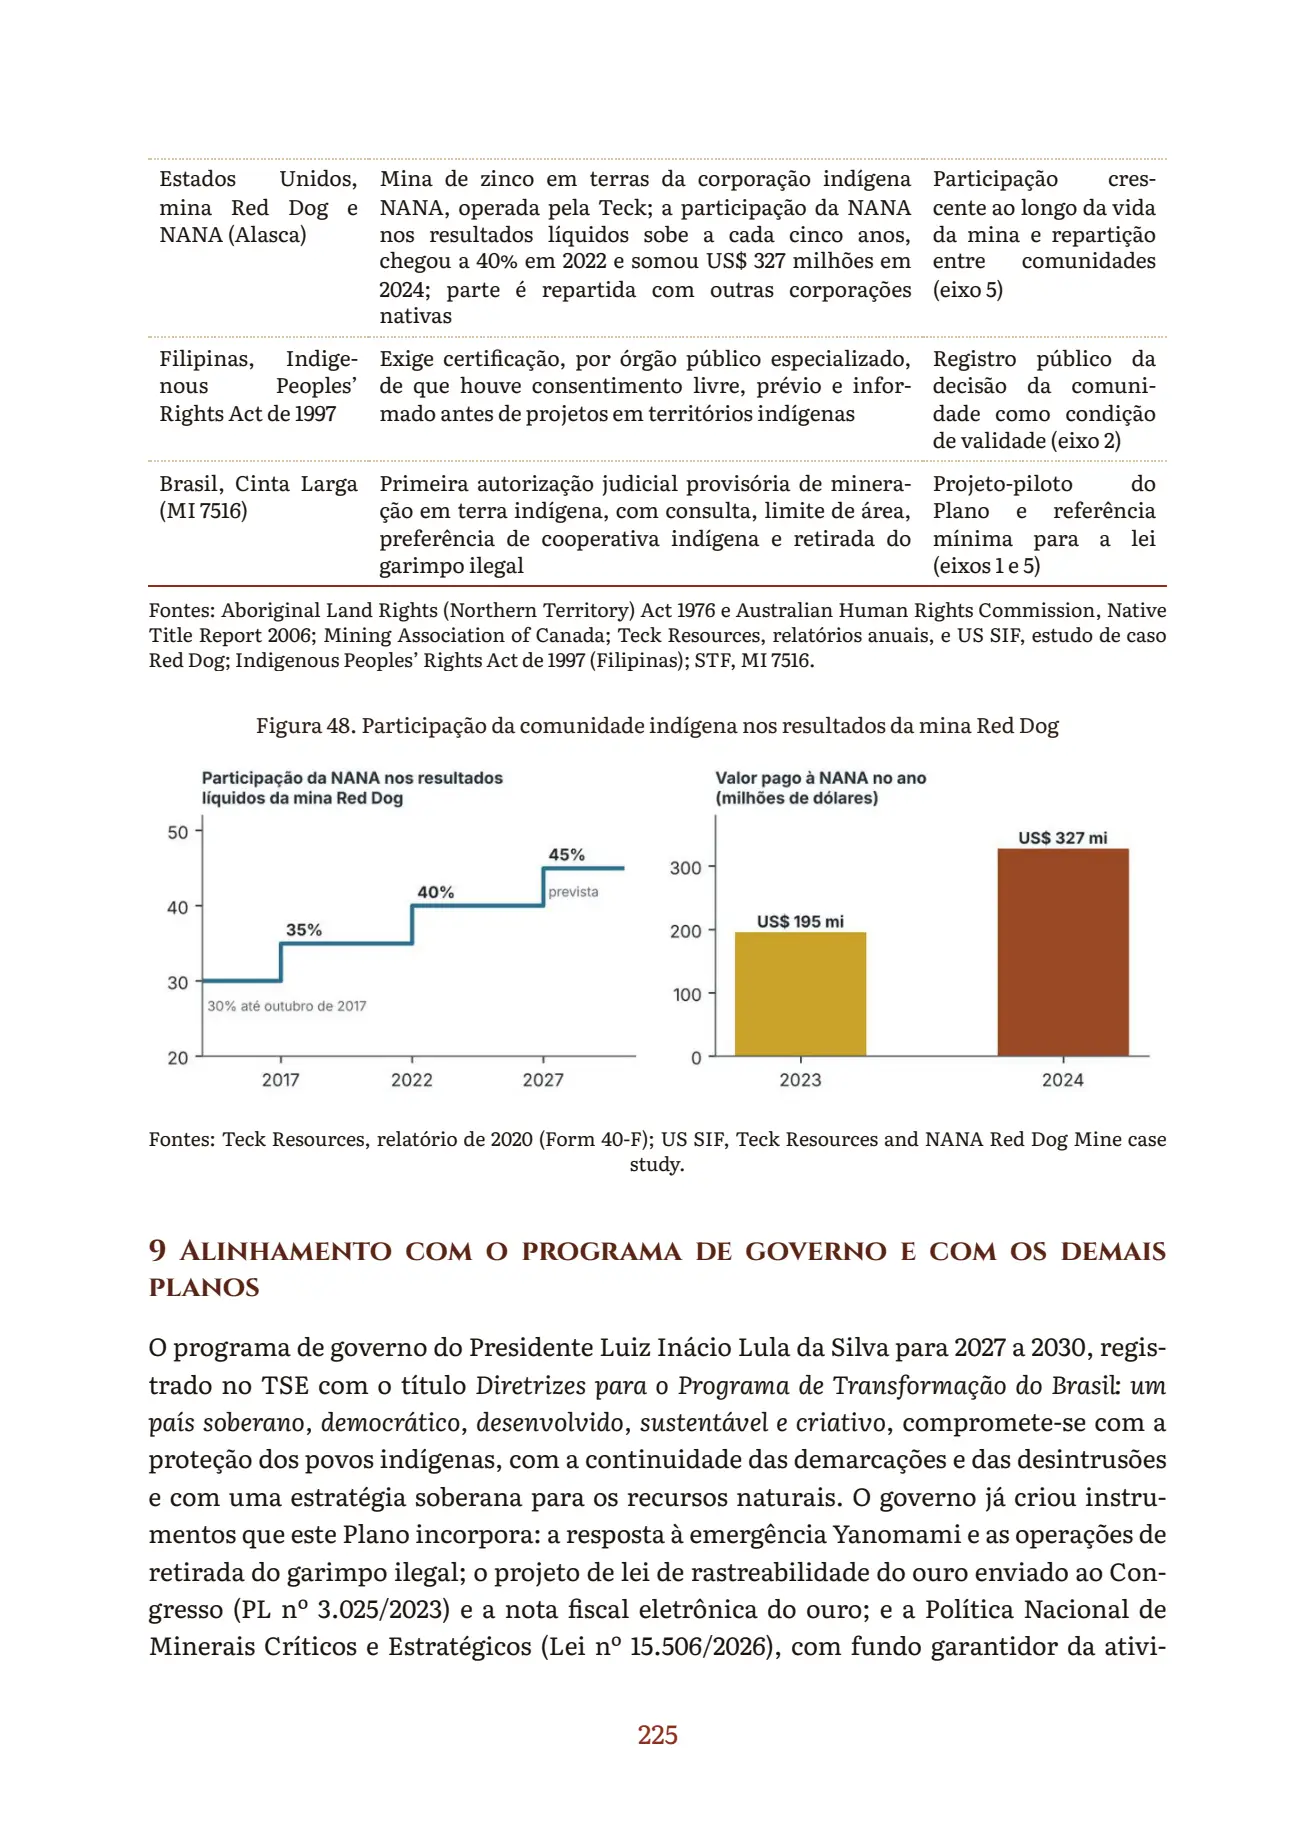 Estados Unidos,
mina Red Dog e
NANA (Alasca)
Mina de zinco em terras da corporação indígena
NANA, operada pela Teck; a participação da NANA
nos resultados líquidos sobe a cada cinco anos,
chegou a 40% em 2022 e somou US$ 327 milhões em
2024; parte é repartida com outras corporações
nativas
Participação cres-
cente ao longo da vida
da mina e repartição
entre comunidades
(eixo 5)
Filipinas, Indige-
nous Peoples’
Rights Act de 1997
Exige certificação, por órgão público especializado,
de que houve consentimento livre, prévio e infor-
mado antes de projetos em territórios indígenas
Registro público da
decisão da comuni-
dade como condição
de validade (eixo 2)
Brasil, Cinta Larga
(MI 7516)
Primeira autorização judicial provisória de minera-
ção em terra indígena, com consulta, limite de área,
preferência de cooperativa indígena e retirada do
garimpo ilegal
Projeto-piloto do
Plano e referência
mínima para a lei
(eixos 1 e 5)
Fontes: Aboriginal Land Rights (Northern Territory) Act 1976 e Australian Human Rights Commission, Native
Title Report 2006; Mining Association of Canada; Teck Resources, relatórios anuais, e US SIF, estudo de caso
Red Dog; Indigenous Peoples’ Rights Act de 1997 (Filipinas); STF, MI 7516.
Figura 48. Participação da comunidade indígena nos resultados da mina Red Dog
Participação da NANA nos resultados
líquidos da mina Red Dog
50
40
30
20
35%
40%
45%
prevista
30% até outubro de 2017
2017
2022
2027
Valor pago à NANA no ano
(milhões de dólares)
300
200
100
0
US$ 195 mi
US$ 327 mi
2023
2024
Fontes: Teck Resources, relatório de 2020 (Form 40-F); US SIF, Teck Resources and NANA Red Dog Mine case
study.
9 Alinhamento com o programa de governo e com os demais
planos
O programa de governo do Presidente Luiz Inácio Lula da Silva para 2027 a 2030, regis-
trado no TSE com o título Diretrizes para o Programa de Transformação do Brasil: um
país soberano, democrático, desenvolvido, sustentável e criativo, compromete-se com a
proteção dos povos indígenas, com a continuidade das demarcações e das desintrusões
e com uma estratégia soberana para os recursos naturais. O governo já criou instru-
mentos que este Plano incorpora: a resposta à emergência Yanomami e as operações de
retirada do garimpo ilegal; o projeto de lei de rastreabilidade do ouro enviado ao Con-
gresso (PL nº 3.025/2023) e a nota fiscal eletrônica do ouro; e a Política Nacional de
Minerais Críticos e Estratégicos (Lei nº 15.506/2026), com fundo garantidor da ativi-
225